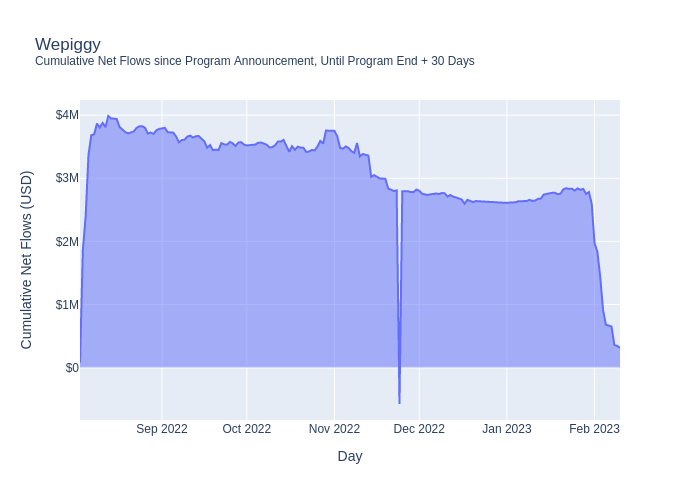 Wepiggy
Cumulative Net Flows since Program Announcement, Until Program End + 30 Days
$4M
$3M
$2M
$1M
$0
Cumulative Net Flows (USD)
Sep 2022
Oct 2022
Nov 2022
Dec 2022
Jan 2023
Feb 2023
Day